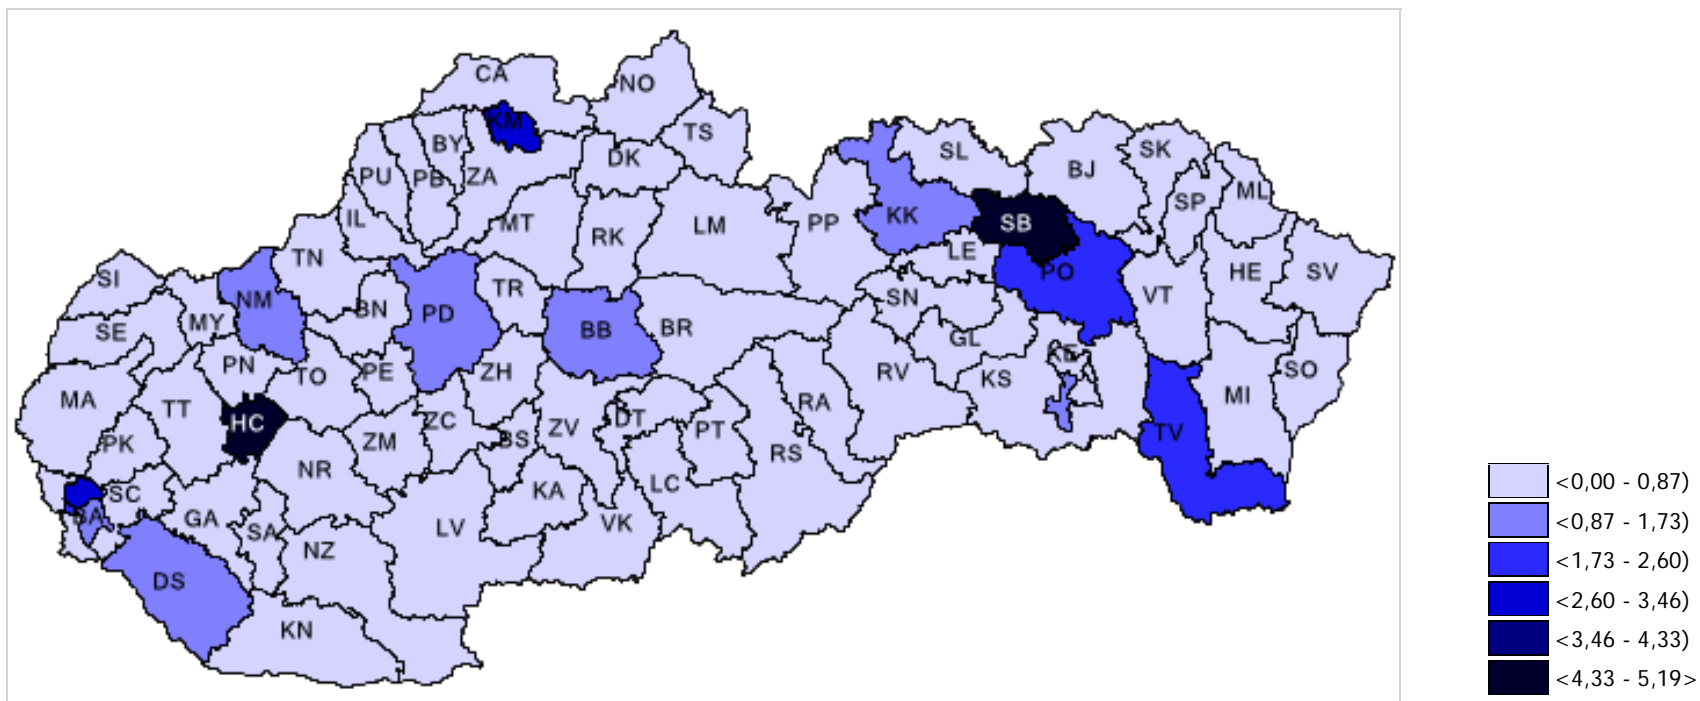 CA
NO
KM
TS
BY
DK
SL
BJ
SK
PU
PB
ZA
ML
SP
IL
MT
RK
LM
PP
KK
SB
LE
TN
SI
PO
HE
SV
NM
BN
PD
TR
SN
VT
SE
MY
BB
BR
GL
KE
PN
TO
PE
ZH
RV
KS
SO
MA
TT
HC
ZC
DT
RA
MI
PK
ZM
BS
ZV
PT
TV
NR
RS
SC
KA
LC
BA
GA
SA
LV
VK
NZ
DS
KN
<0,00 - 0,87)
<0,87 - 1,73)
<1,73 - 2,60)
<2,60 - 3,46)
<3,46 - 4,33)
<4,33 - 5,19>